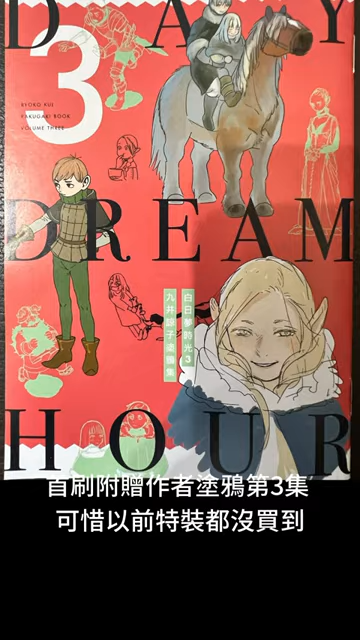 DAY
3
RYOKO KUI
RAKUGAKI BOOK
VOLUME THREE
DREAM
白日夢時光3
九井諒子塗鴉集
HOUR
首刷附贈作者塗鴉第3集
可惜以前特裝都沒買到